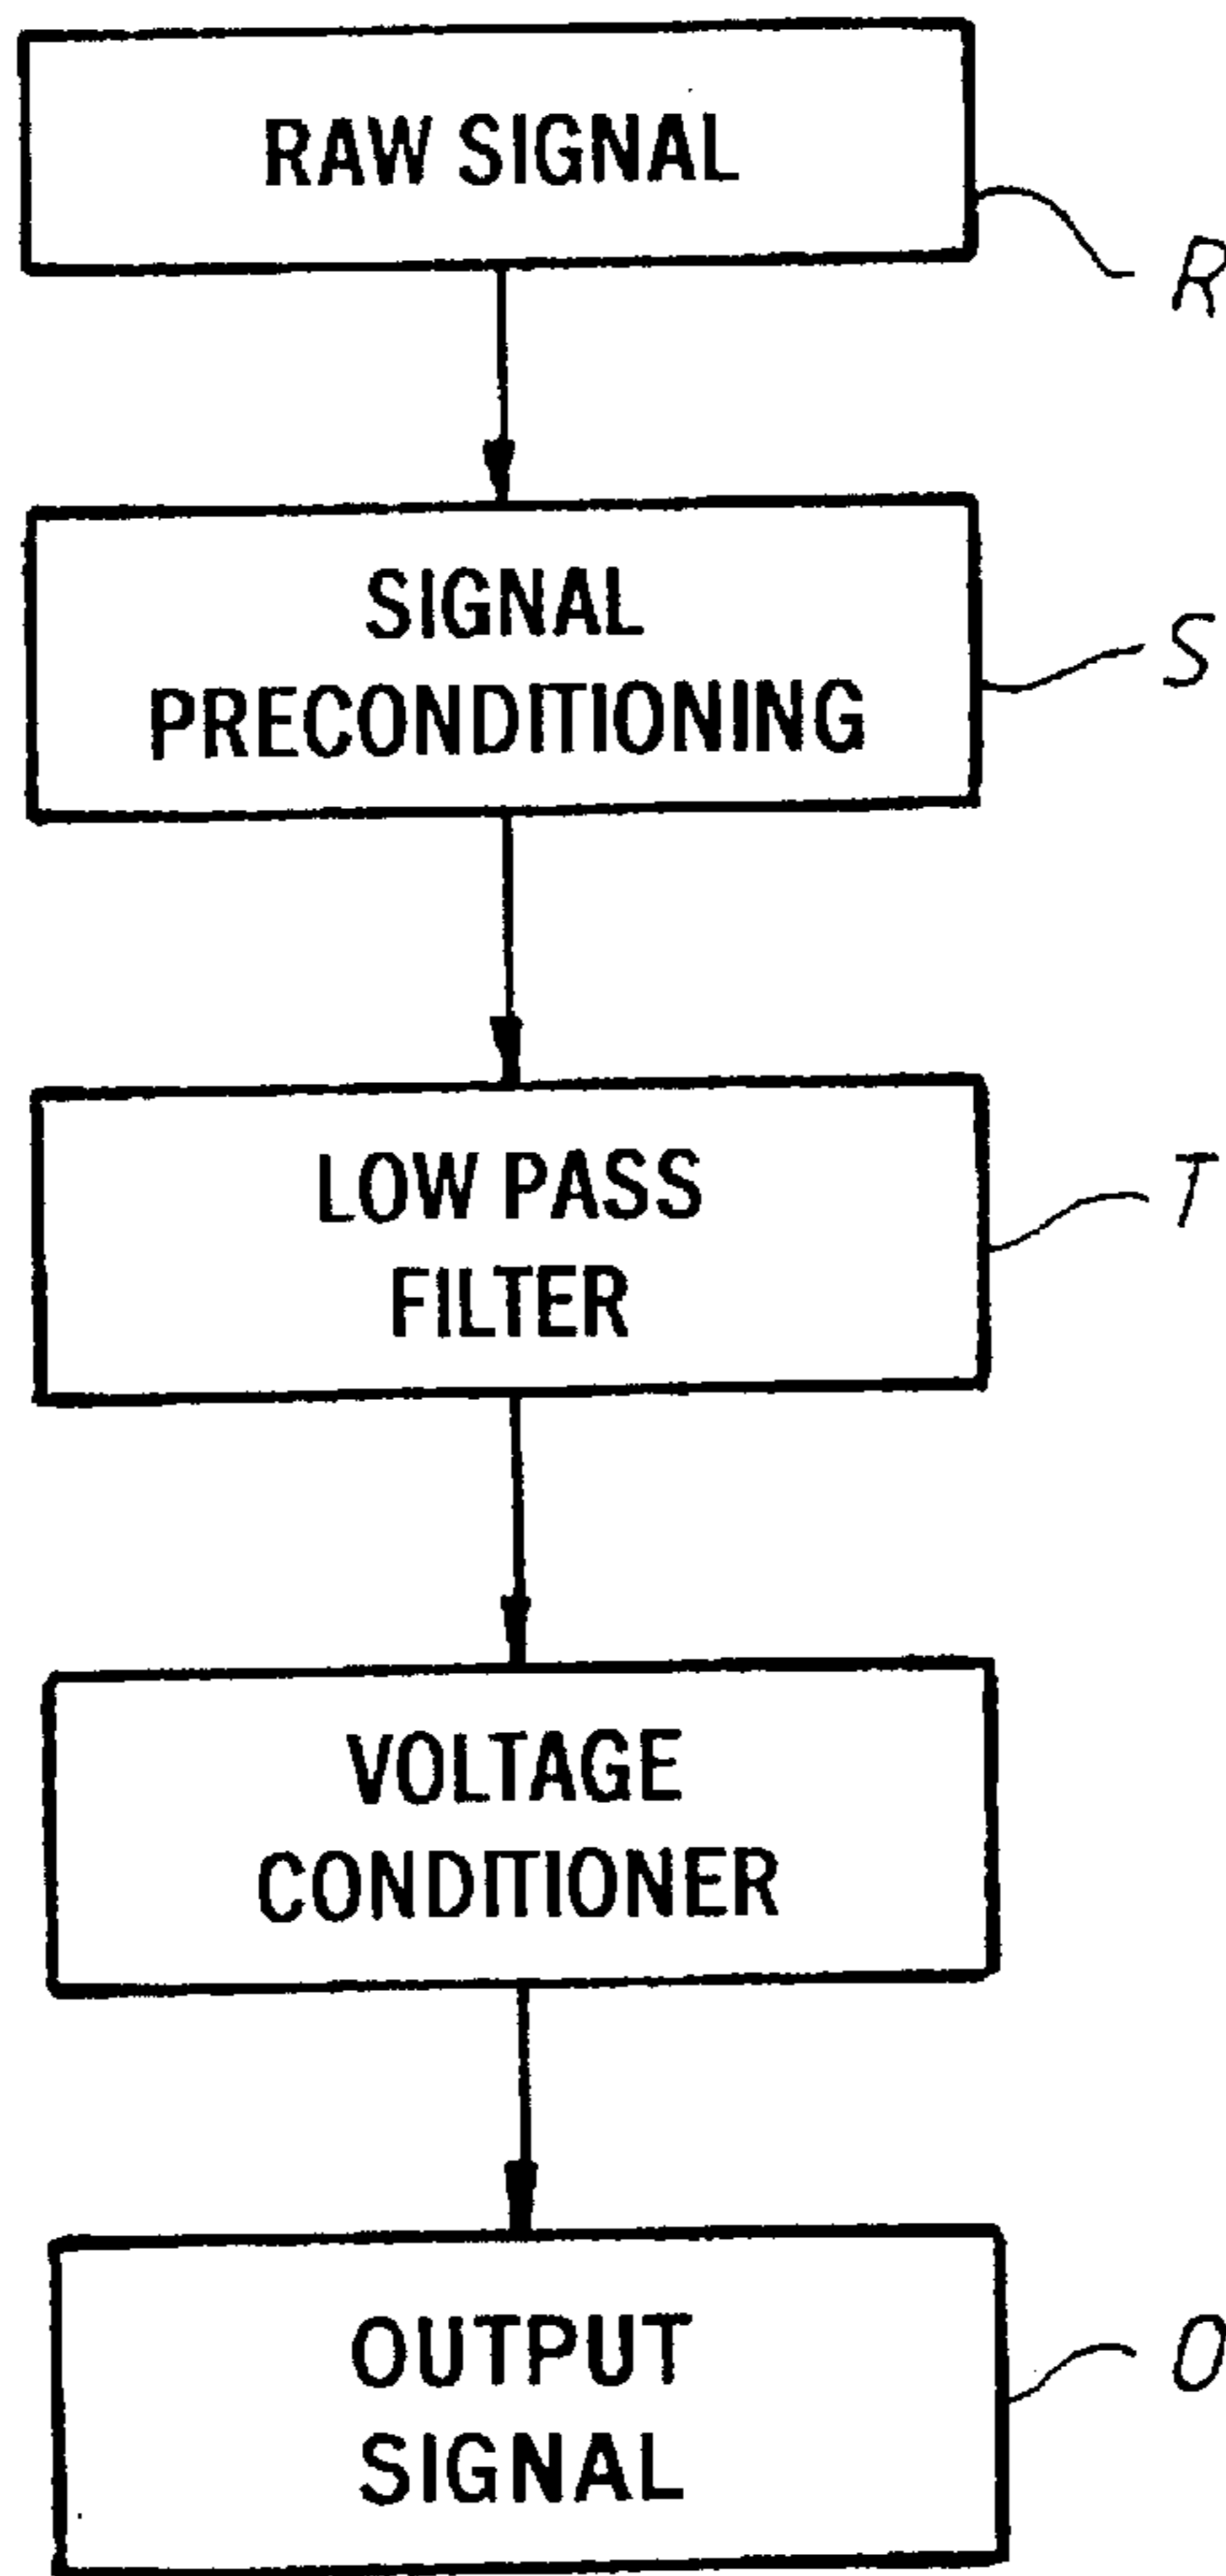 RAW SIGNAL
R
SIGNAL
PRECONDITIONING
S
LOW PASS
FILTER
T
VOLTAGE
CONDITIONER
OUTPUT
SIGNAL
O